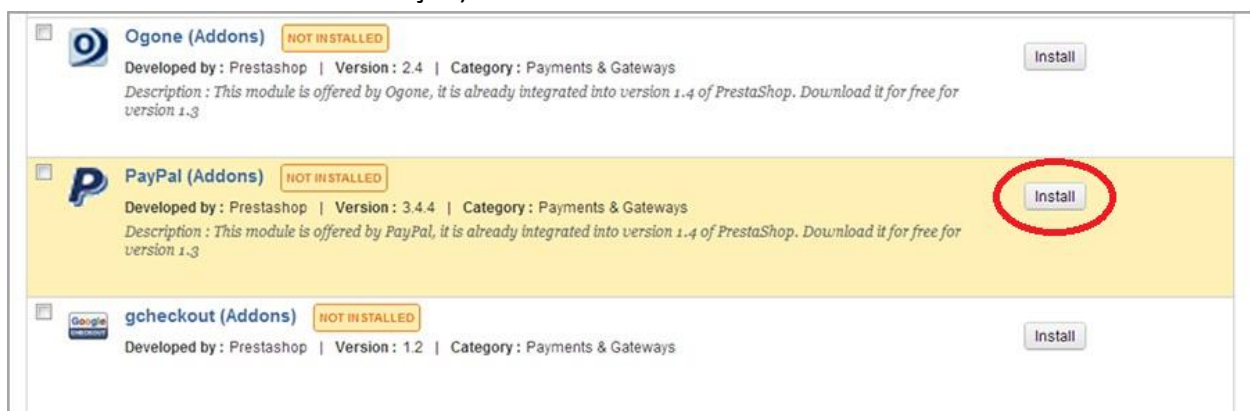 Ogone (Addons) NOT INSTALLED
Install
Developed by : Prestashop | Version : 2.4 | Category : Payments & Gateways
Description : This module is offered by Ogone, it is already integrated into version 1.4 of PrestaShop. Download it for free for
version 1.3
PayPal (Addons) NOT INSTALLED
Install
Developed by : Prestashop | Version : 3.4.4 | Category : Payments & Gateways
Description : This module is offered by PayPal, it is already integrated into version 1.4 of PrestaShop. Download it for free for
version 1.3
Google
CHECKOUT
gcheckout (Addons) NOT INSTALLED
Install
Developed by : Prestashop | Version : 1.2 | Category : Payments & Gateways